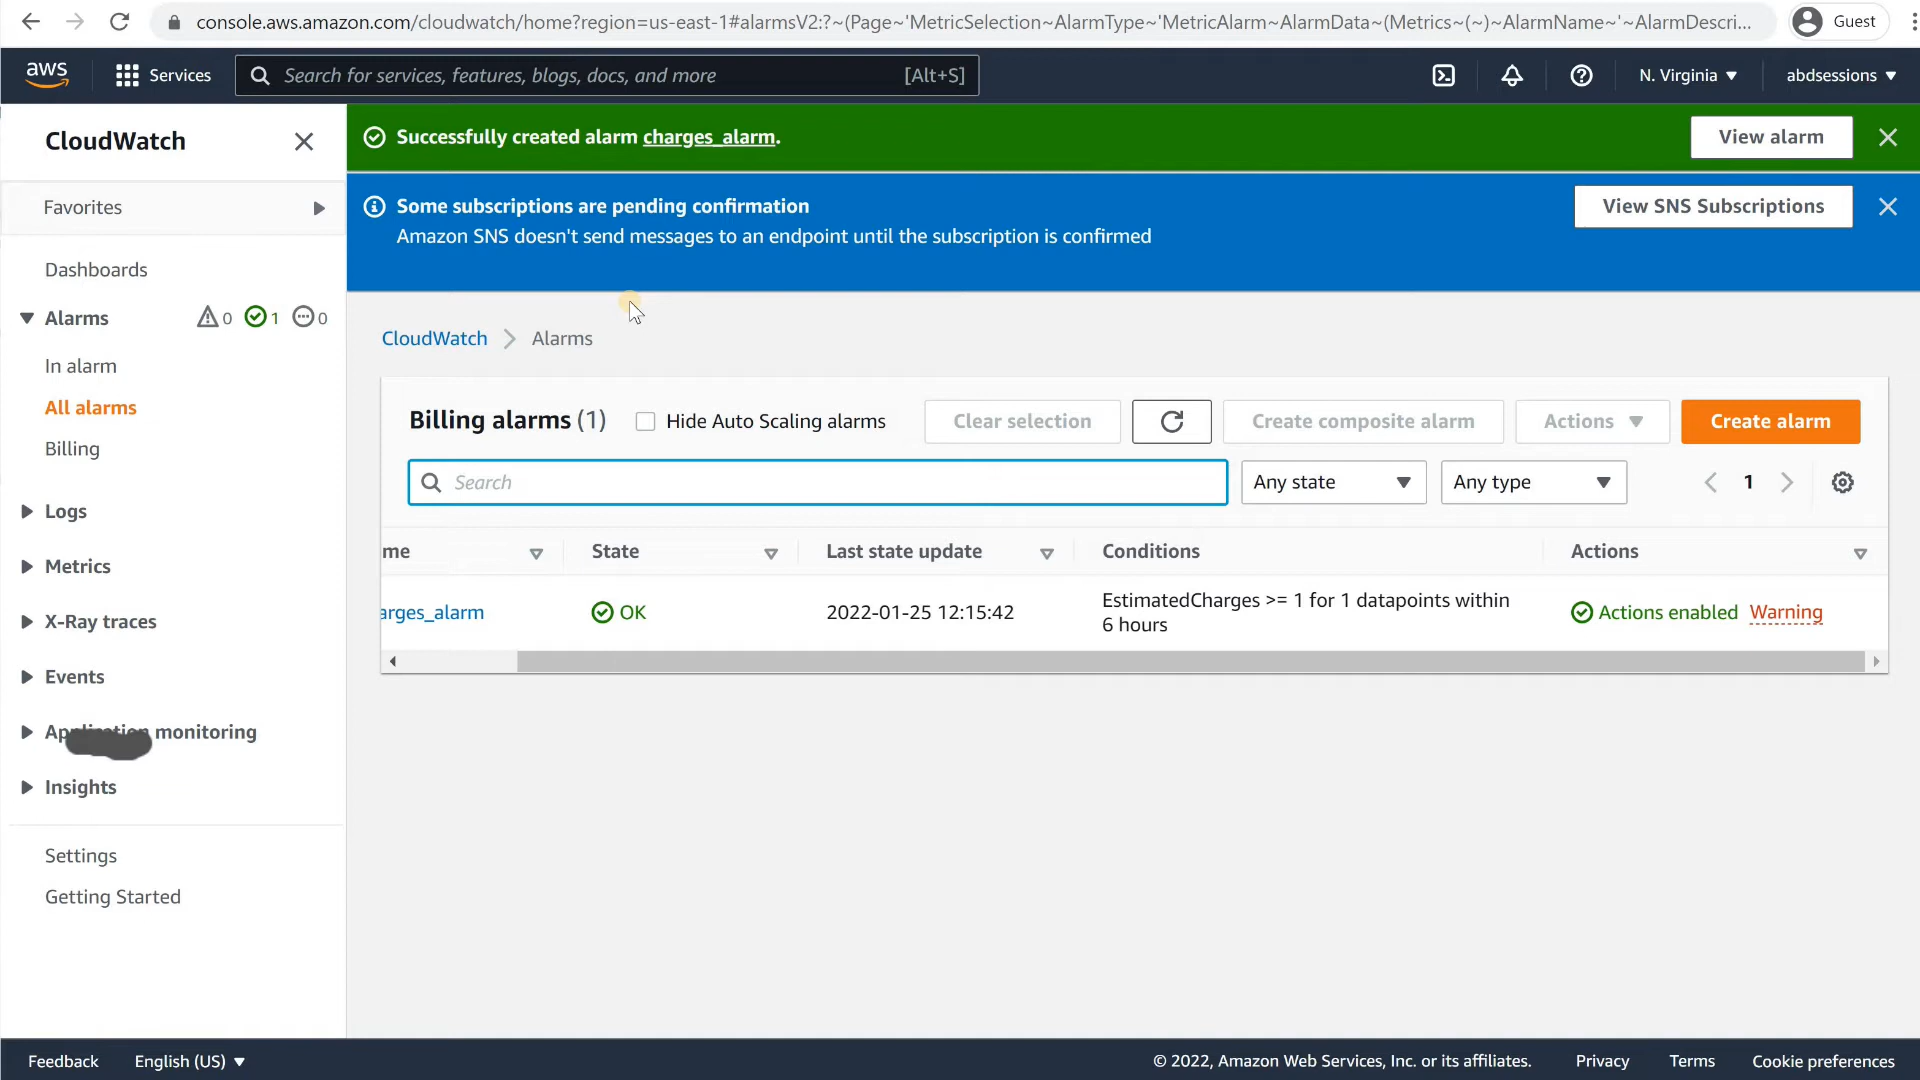 console.aws.amazon.com/cloudwatch/home?region=us-east-1#alarmsV2:?~(Page~'MetricSelection~AlarmType~'MetricAlarm~AlarmData~(Metrics~(~)~AlarmName~'~AlarmDescri...
Guest
aws
Services
Search for services, features, blogs, docs, and more
[Alt+S]
N. Virginia
abdsessions
CloudWatch
Favorites
Dashboards
Alarms
0
1
0
In alarm
All alarms
Billing
Logs
Metrics
X-Ray traces
Events
Application monitoring
Insights
Settings
Getting Started
Successfully created alarm charges_alarm.
View alarm
Some subscriptions are pending confirmation
View SNS Subscriptions
Amazon SNS doesn't send messages to an endpoint until the subscription is confirmed
CloudWatch
Alarms
Billing alarms (1)
Hide Auto Scaling alarms
Clear selection
Create composite alarm
Actions
Create alarm
Search
Any state
Any type
1
me
State
Last state update
Conditions
Actions
arges_alarm
OK
2022-01-25 12:15:42
EstimatedCharges >= 1 for 1 datapoints within
6 hours
Actions enabled
Warning
Feedback
English (US)
© 2022, Amazon Web Services, Inc. or its affiliates.
Privacy
Terms
Cookie preferences